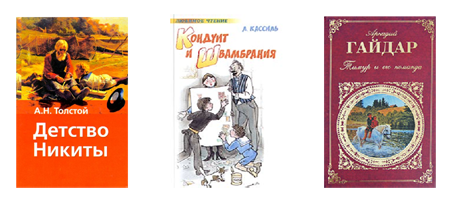 А.Н. Толстой
Детство
Никиты
Л. КАССИЛЬ
КОНДУИТ
И ШВАМБРАНИЯ
Аркадий
ГАЙДАР
Тимур и его команда